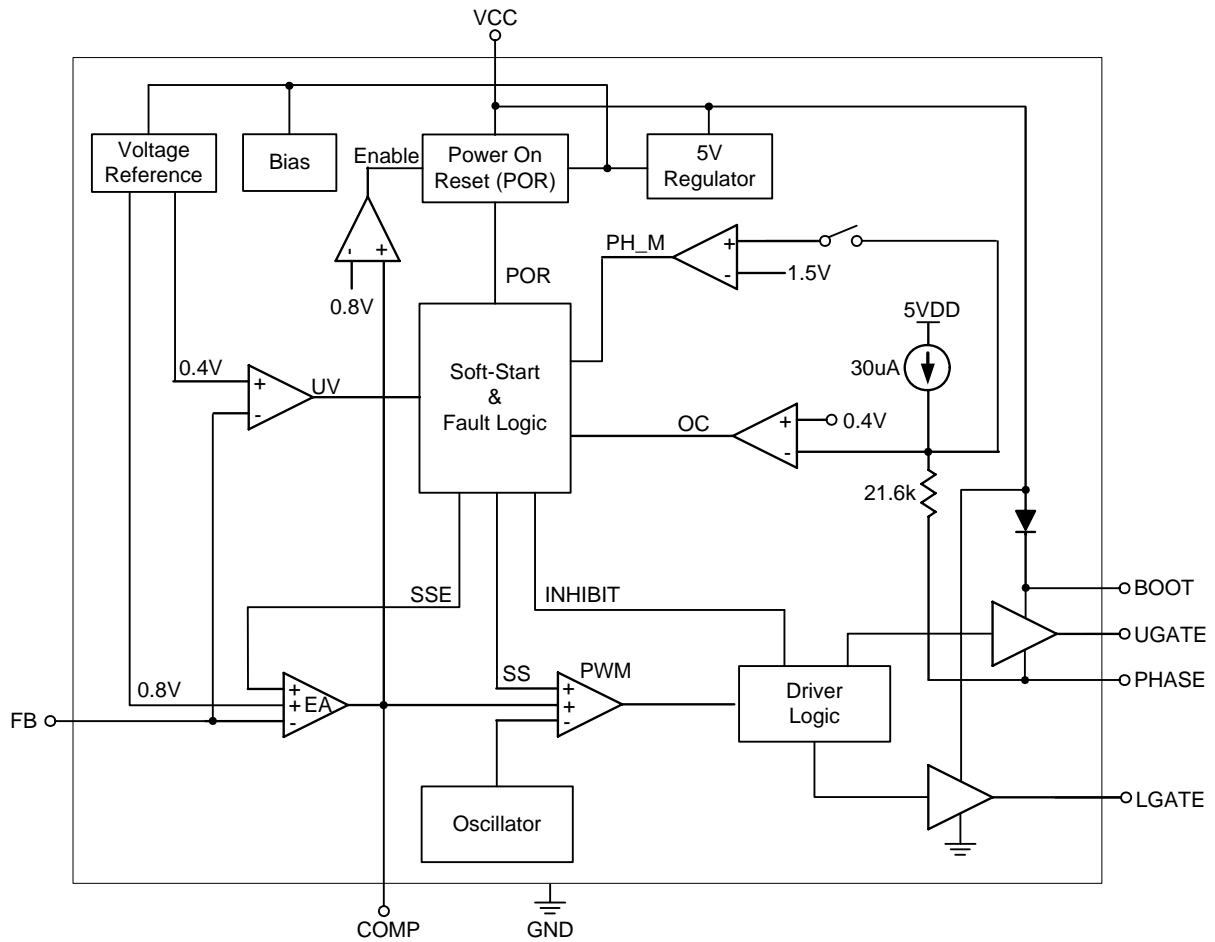 VCC
Voltage
Reference
Bias
Enable
Power On
Reset (POR)
5V
Regulator
-
+
0.8V
POR
PH_M
+
-
1.5V
5VDD
30uA
0.4V
+
-
UV
Soft-Start
&
Fault Logic
OC
+
-
0.4V
21.6k
SSE
INHIBIT
BOOT
UGATE
PHASE
SS
PWM
Driver
Logic
0.8V
FB
+
+
-
EA
+
+
-
Oscillator
LGATE
COMP
GND